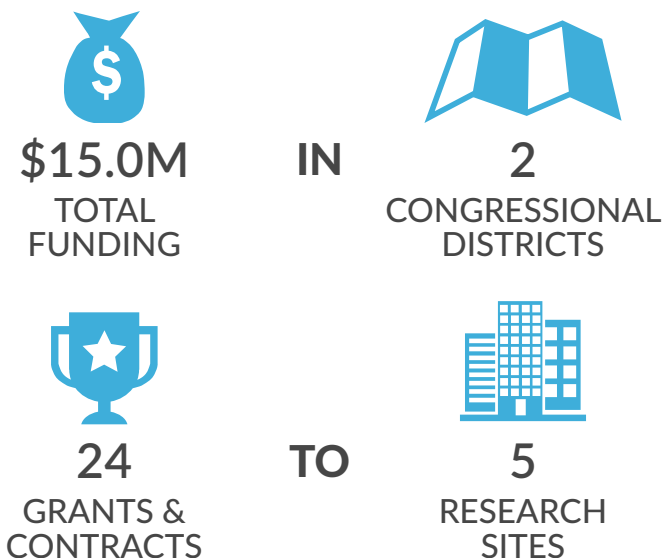 $
$15.0M IN 2
TOTAL
FUNDING
CONGRESSIONAL
DISTRICTS
24 TO 5
GRANTS &
CONTRACTS
RESEARCH
SITES